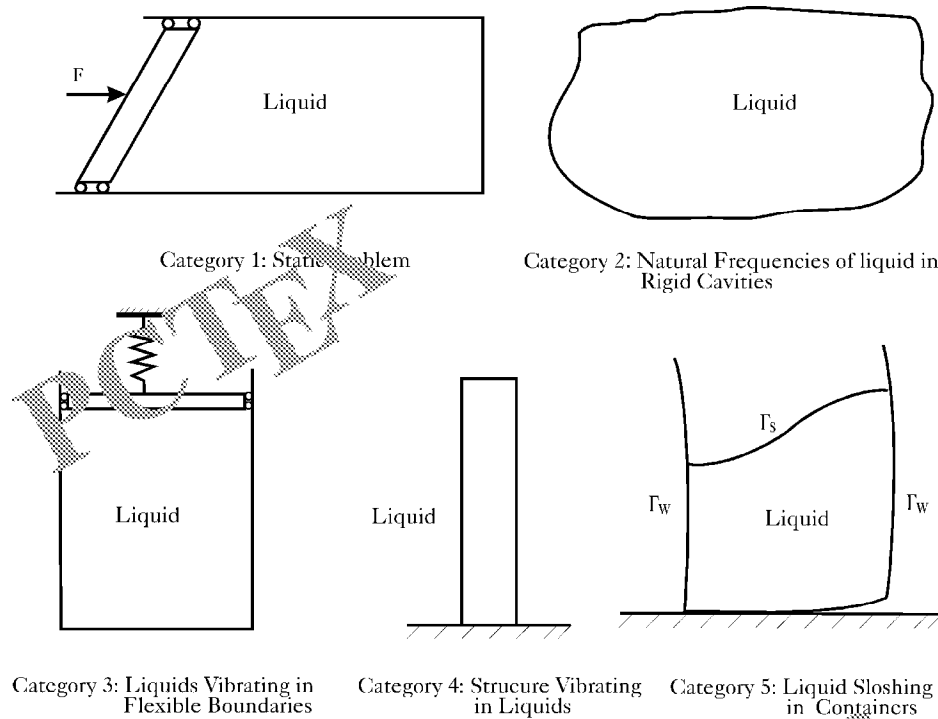 F
Liquid
Liquid
Category 1: Static Problem
Category 2: Natural Frequencies of liquid in
Rigid Cavities
PCTEX
Liquid
Liquid
Γs
Γw
Liquid
Γw
Category 3: Liquids Vibrating in
Flexible Boundaries
Category 4: Strucure Vibrating
in Liquids
Category 5: Liquid Sloshing
in Containers